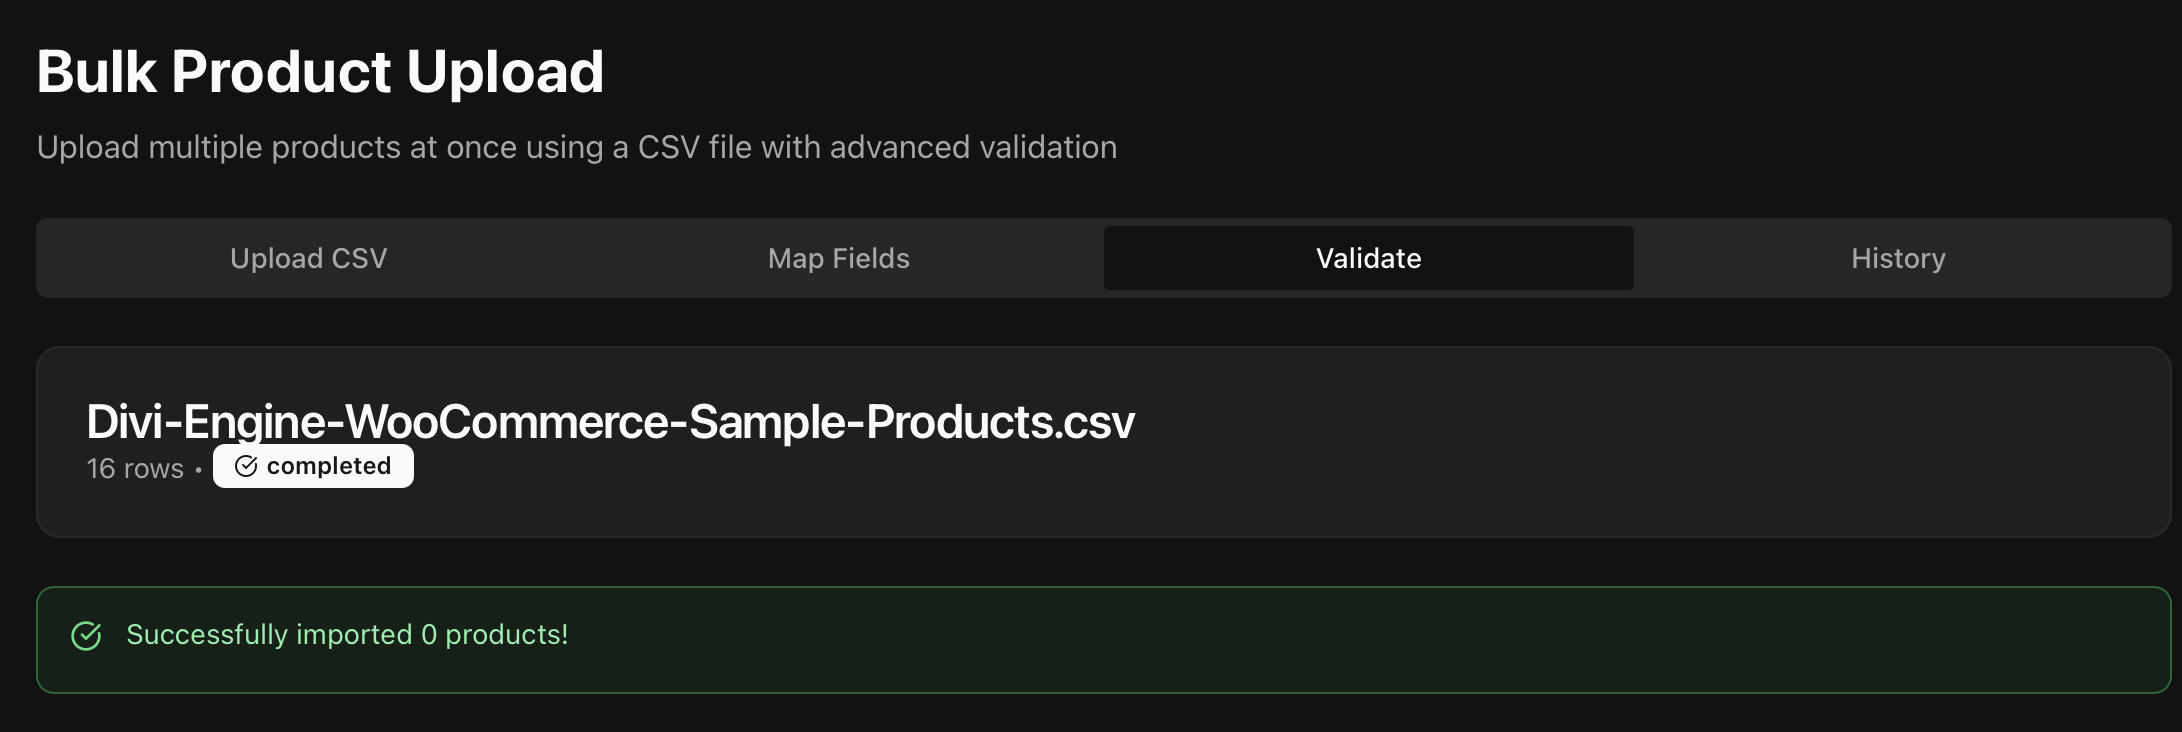 Bulk Product Upload
Upload multiple products at once using a CSV file with advanced validation
Upload CSV Map Fields Validate History
Divi-Engine-WooCommerce-Sample-Products.csv
16 rows • completed
Successfully imported 0 products!